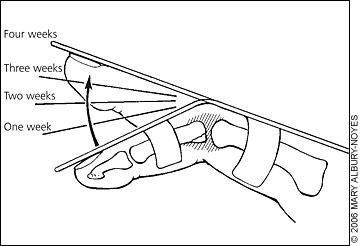 Four weeks
Three weeks
Two weeks
One week
© 2006 MARY ALBURY-NOYES